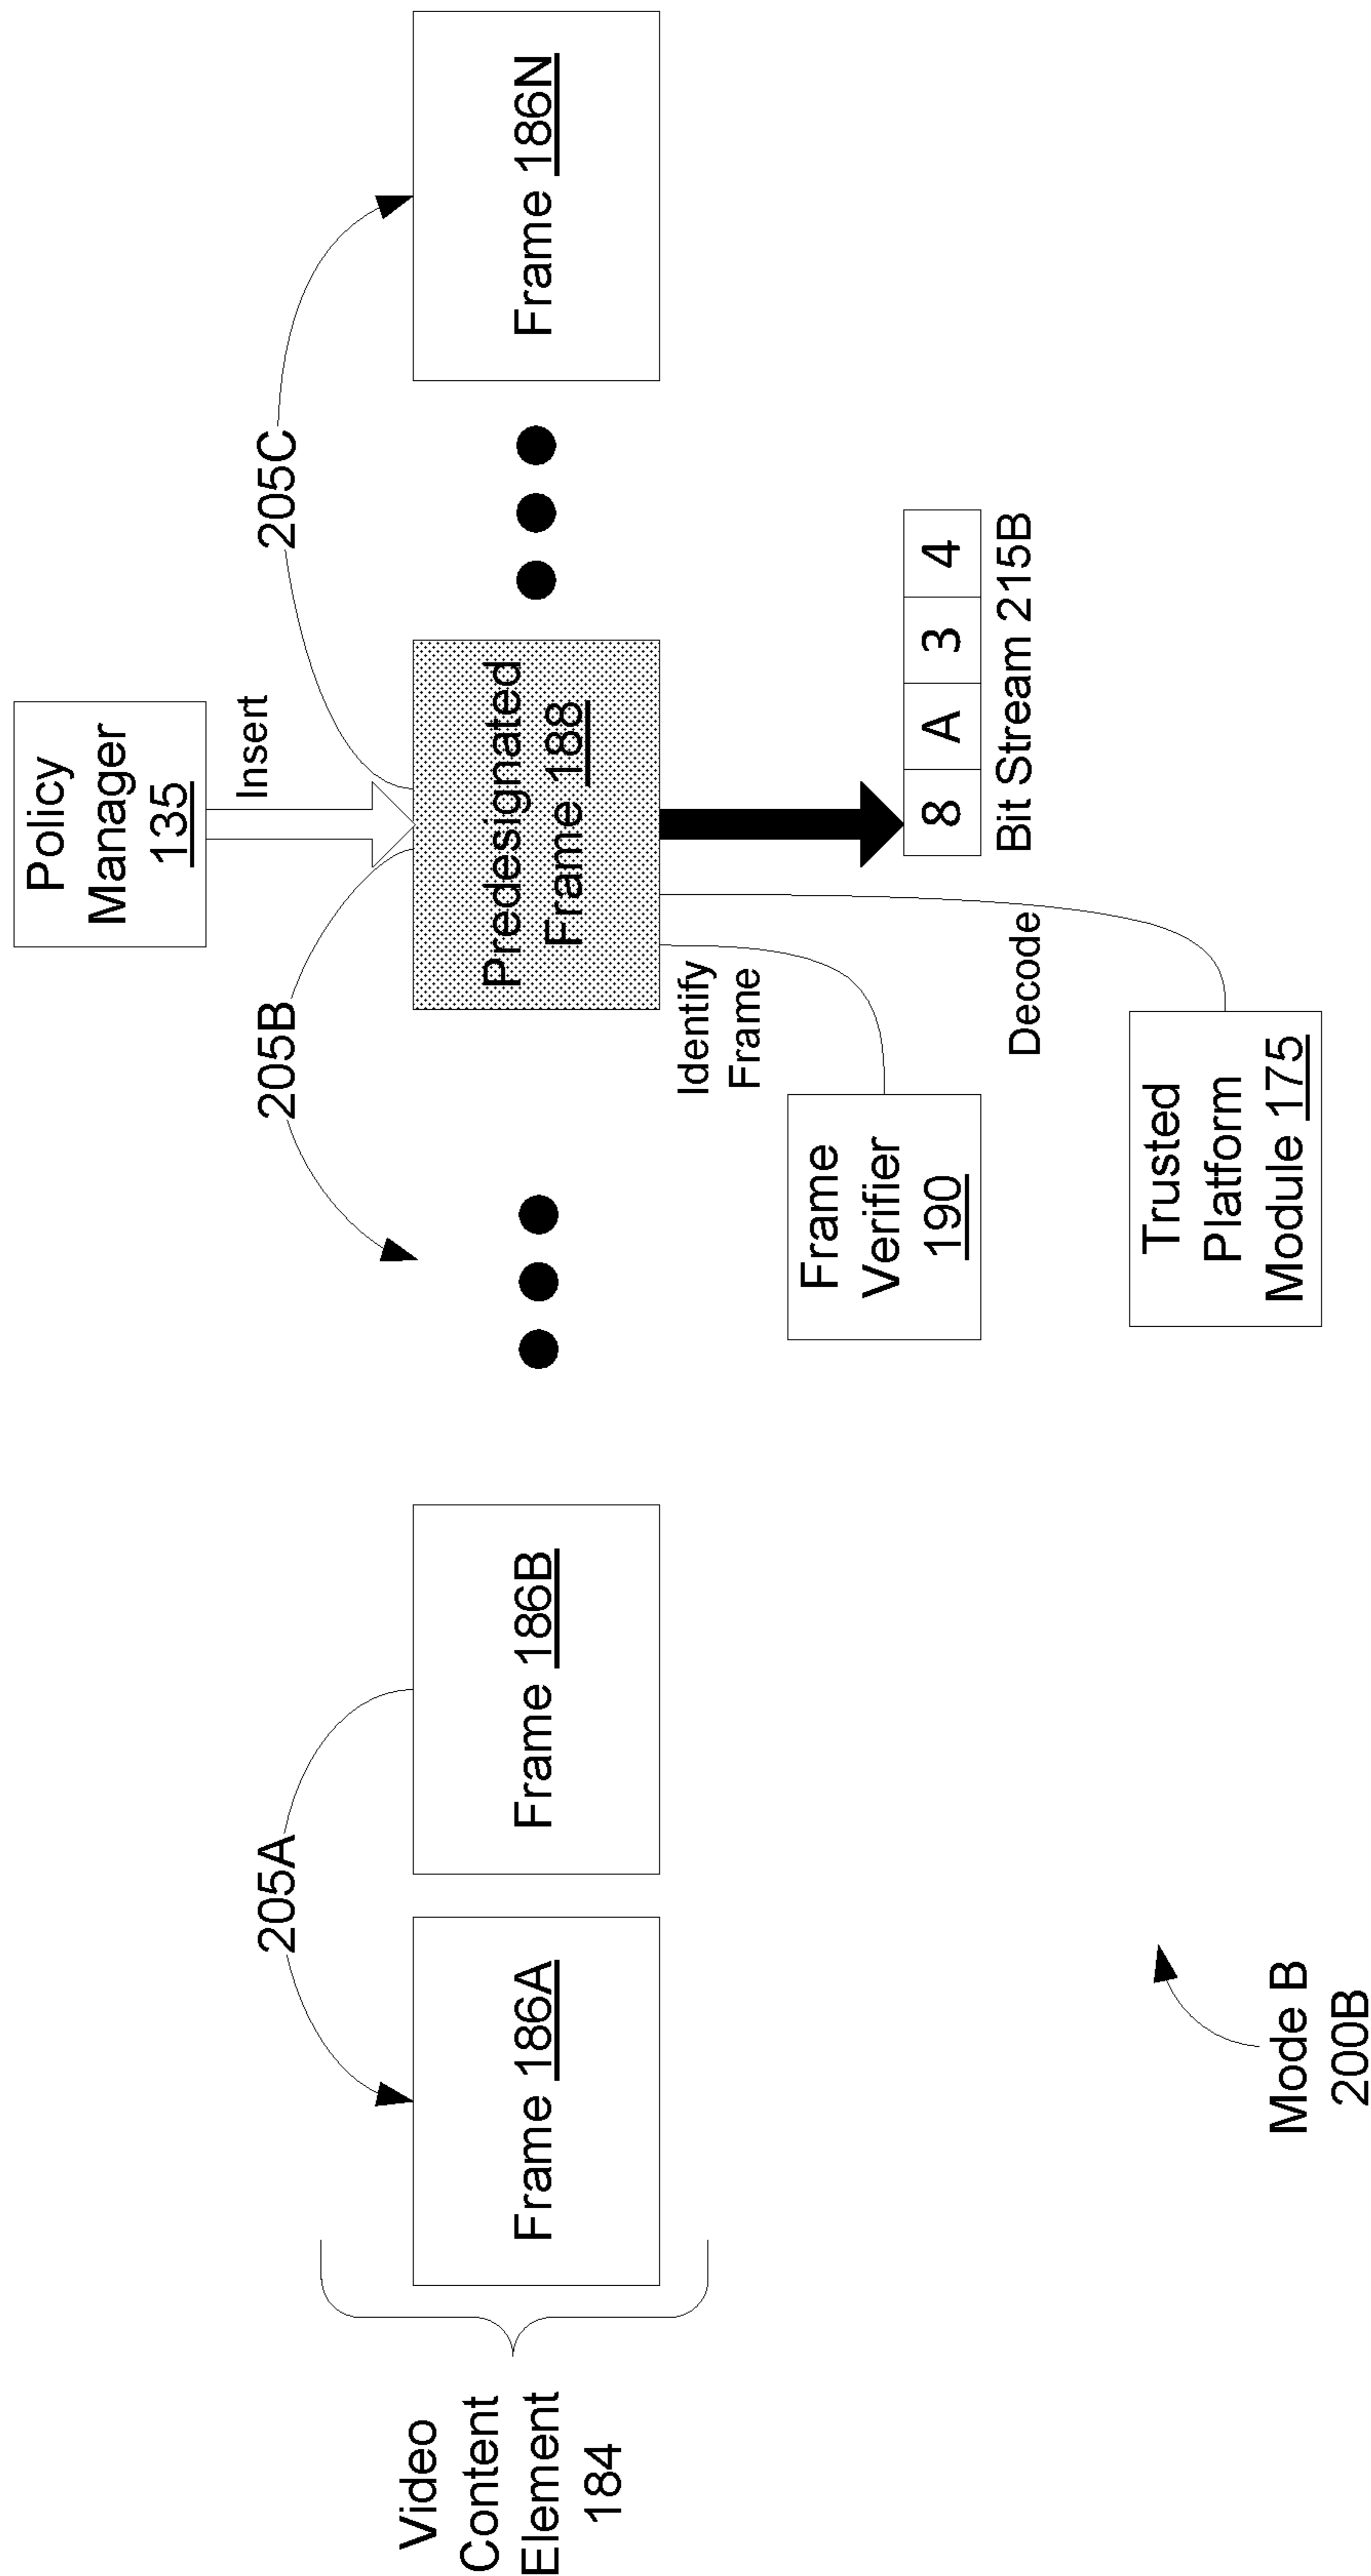 Policy
Manager
135
Insert
205A
205B
205C
Video
Content
Element
184
Frame 186A
Frame 186B
Predesignated
Frame 188
Frame 186N
Identify
Frame
Frame
Verifier
190
Decode
8 A 3 4
Bit Stream 215B
Trusted
Platform
Module 175
Mode B
200B